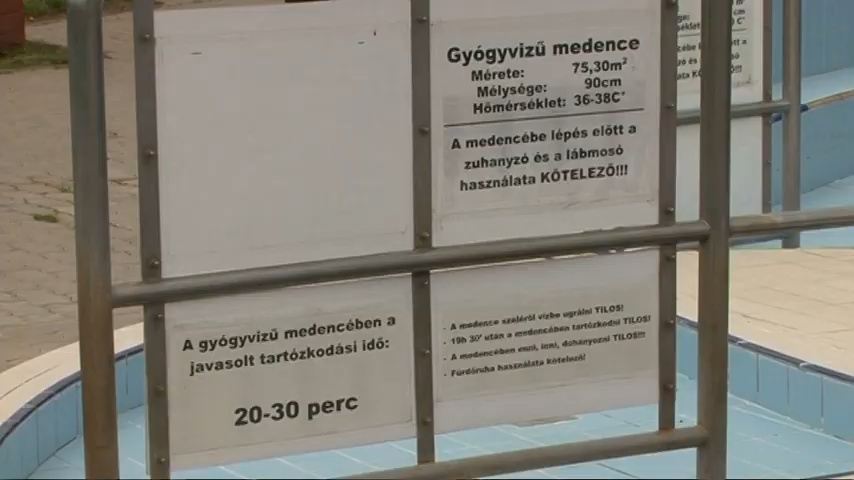 Gyógyvizű medence
Mérete: 75,30m²
Mélysége: 90cm
Hőmérséklet: 36-38C°
A medencébe lépés előtt a
zuhanyzó és a lábmosó
használata KÖTELEZŐ!!!
A gyógyvizű medencében a
javasolt tartózkodási idő:
20-30 perc
- A medence széléről vízbe ugrálni TILOS!
- 19h 30' után a medencében tartózkodni TILOS!
- A medencében enni, inni, dohányozni TILOS!!!
- Fürdőruha használata kötelező!